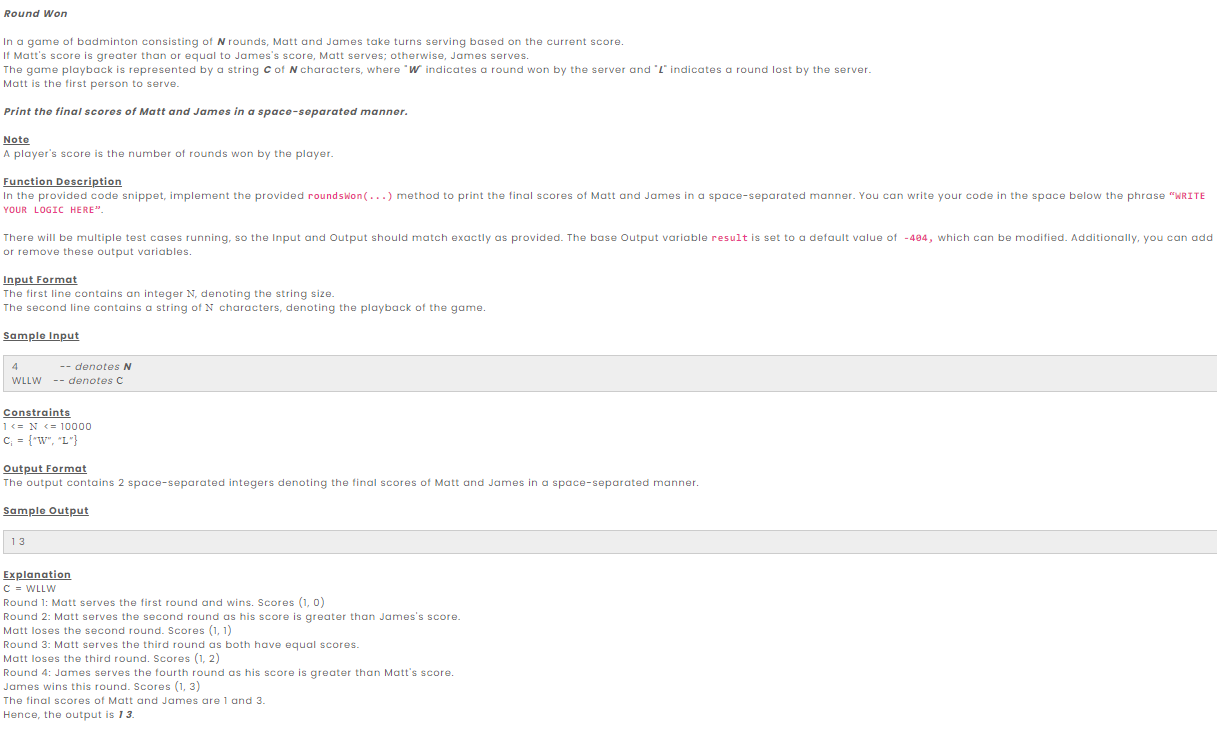 Round Won
In a game of badminton consisting of N rounds, Matt and James take turns serving based on the current score.
If Matt's score is greater than or equal to James's score, Matt serves; otherwise, James serves.
The game playback is represented by a string C of N characters, where "W" indicates a round won by the server and "L" indicates a round lost by the server.
Matt is the first person to serve.
Print the final scores of Matt and James in a space-separated manner.
Note
A player's score is the number of rounds won by the player.
Function Description
In the provided code snippet, implement the provided roundsWon(...) method to print the final scores of Matt and James in a space-separated manner. You can write your code in the space below the phrase “WRITE
YOUR LOGIC HERE”.
There will be multiple test cases running, so the Input and Output should match exactly as provided. The base Output variable result is set to a default value of -404, which can be modified. Additionally, you can add
or remove these output variables.
Input Format
The first line contains an integer N, denoting the string size.
The second line contains a string of N characters, denoting the playback of the game.
Sample Input
4 -- denotes N
WLLW -- denotes C
Constraints
1 <= N <= 10000
Cᵢ = {“W”, “L”}
Output Format
The output contains 2 space-separated integers denoting the final scores of Matt and James in a space-separated manner.
Sample Output
1 3
Explanation
C = WLLW
Round 1: Matt serves the first round and wins. Scores (1, 0)
Round 2: Matt serves the second round as his score is greater than James's score.
Matt loses the second round. Scores (1, 1)
Round 3: Matt serves the third round as both have equal scores.
Matt loses the third round. Scores (1, 2)
Round 4: James serves the fourth round as his score is greater than Matt's score.
James wins this round. Scores (1, 3)
The final scores of Matt and James are 1 and 3.
Hence, the output is 1 3.